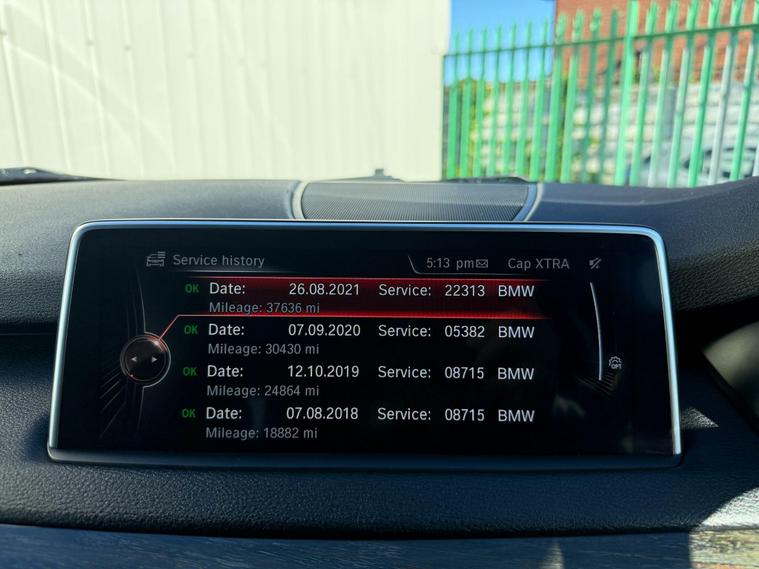 Service history 5:13 pm Cap XTRA
OK Date: 26.08.2021 Service: 22313 BMW
Mileage: 37636 mi
OK Date: 07.09.2020 Service: 05382 BMW
Mileage: 30430 mi
OK Date: 12.10.2019 Service: 08715 BMW
Mileage: 24864 mi
OK Date: 07.08.2018 Service: 08715 BMW
Mileage: 18882 mi
OPT